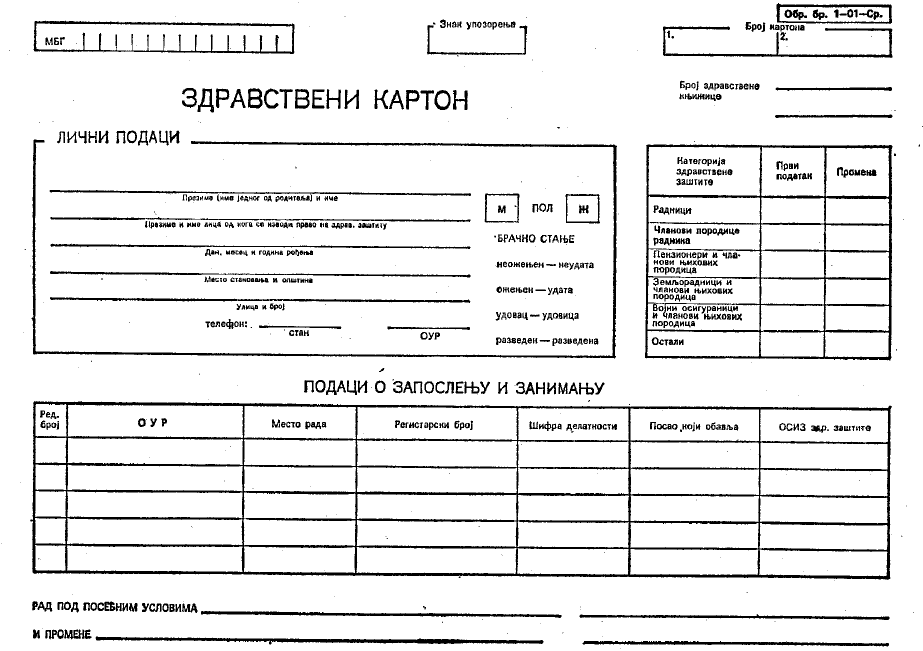 Обр. бр. 1—01—Ср.
МБГ
Знак упозорења
Број картона
1.
2.
Број здравствене
књижице
ЗДРАВСТВЕНИ КАРТОН
ЛИЧНИ ПОДАЦИ
Презиме (име једног од родитеља) и име
Презиме и име лица од кога се изводи право на здрав. заштиту
Дан, месец и година рођења
Место становања и општина
Улица и број
телефон:
стан
ОУР
М ПОЛ Ж
БРАЧНО СТАЊЕ
неожењен — неудата
ожењен — удата
удовац — удовица
разведен — разведена
Категорија
здравствене
заштите
Први
податак
Промена
Радници
Чланови породице
радника
Пензионери и чла-
нови њихових
породица
Земљорадници и
чланови њихових
породица
Војни осигураници
и чланови њихових
породица
Остали
ПОДАЦИ О ЗАПОСЛЕЊУ И ЗАНИМАЊУ
Ред.
број
О У Р
Место рада
Регистарски број
Шифра делатности
Посао који обавља
ОСИЗ здр. заштите
РАД ПОД ПОСЕБНИМ УСЛОВИМА
И ПРОМЕНЕ